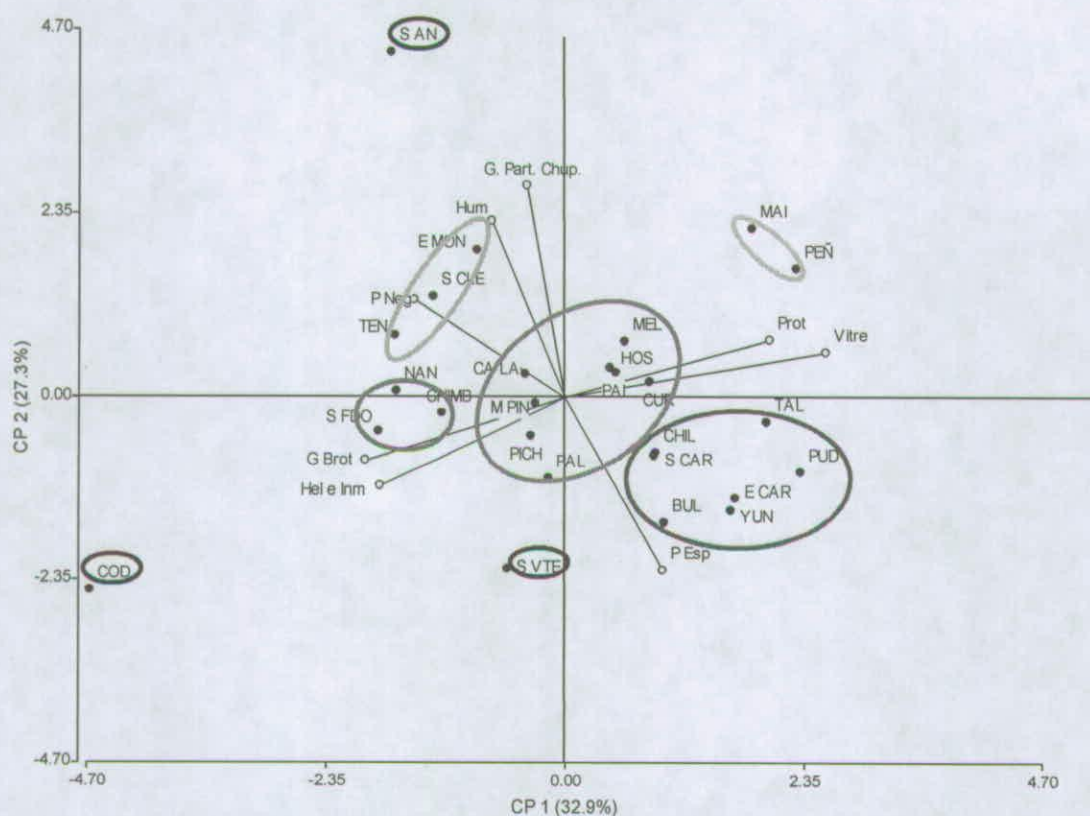 4.70
S AN
G. Part. Chup.
2.35
Hum
MAI
E MON
PEÑ
S CLE
P Neg
Prot
MEL
TEN
Vitre
HOS
CA LA
NAN
PAI
CUR
0.00
CHIMB
M PIN
TAL
S FDO
CHIL
PICH
S CAR
PUD
G Brot
PAL
Hel e Inm
E CAR
BUL
YUN
P Esp
S VTE
COD
-2.35
-4.70
-4.70
-2.35
0.00
2.35
4.70
CP 1 (32.9%)
CP 2 (27.3%)